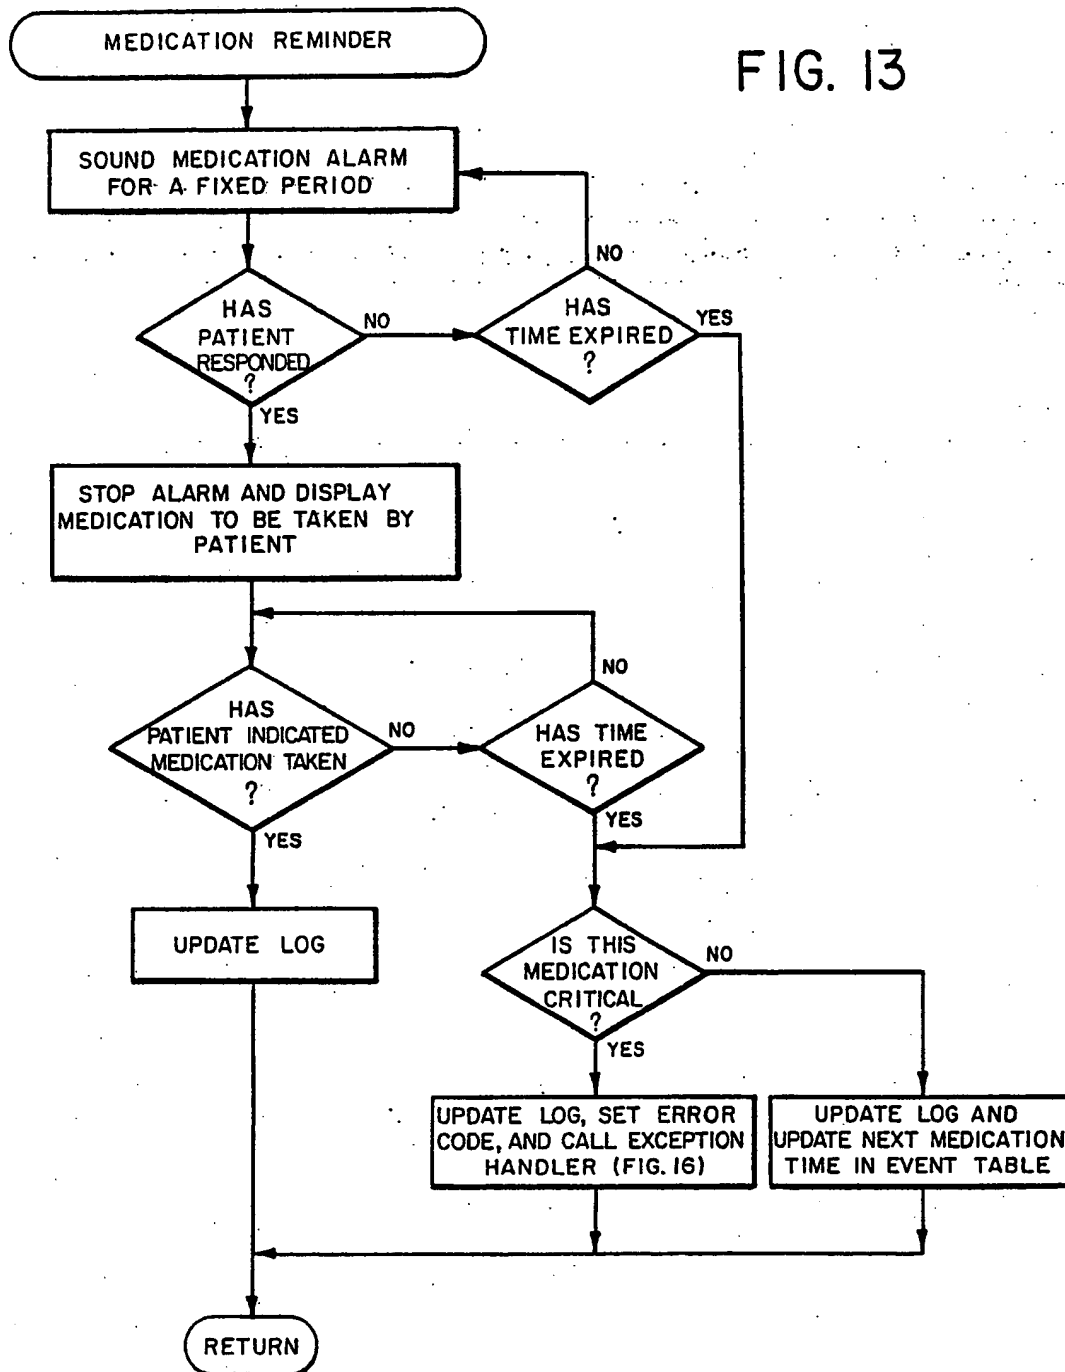 MEDICATION REMINDER
FIG. 13
SOUND MEDICATION ALARM
FOR A FIXED PERIOD
NO
HAS
PATIENT
RESPONDED
?
NO
HAS
TIME EXPIRED
?
YES
YES
STOP ALARM AND DISPLAY
MEDICATION TO BE TAKEN BY
PATIENT
NO
HAS
PATIENT INDICATED
MEDICATION TAKEN
?
NO
HAS TIME
EXPIRED
?
YES
YES
UPDATE LOG
IS THIS
MEDICATION
CRITICAL
?
NO
YES
UPDATE LOG, SET ERROR
CODE, AND CALL EXCEPTION
HANDLER (FIG. 16)
UPDATE LOG AND
UPDATE NEXT MEDICATION
TIME IN EVENT TABLE
RETURN